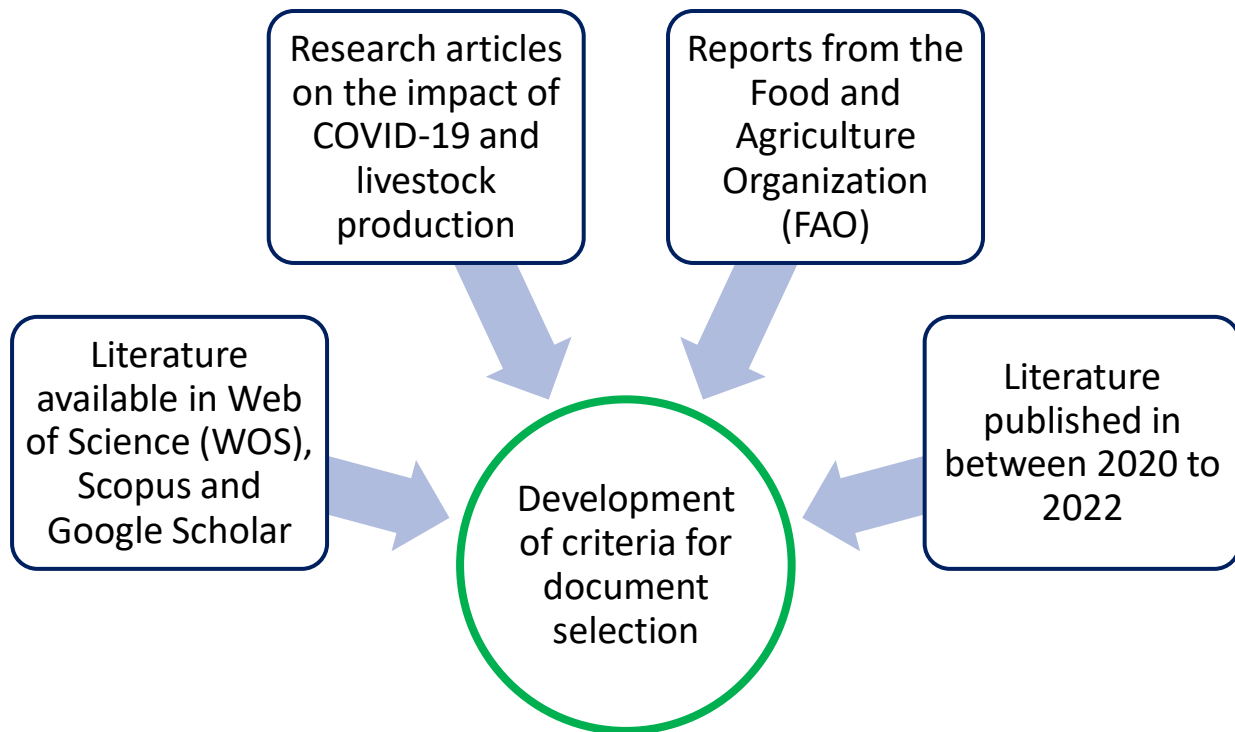 Research articles
on the impact of
COVID-19 and
livestock
production
Reports from the
Food and
Agriculture
Organization
(FAO)
Literature
available in Web
of Science (WOS),
Scopus and
Google Scholar
Literature
published in
between 2020 to
2022
Development
of criteria for
document
selection